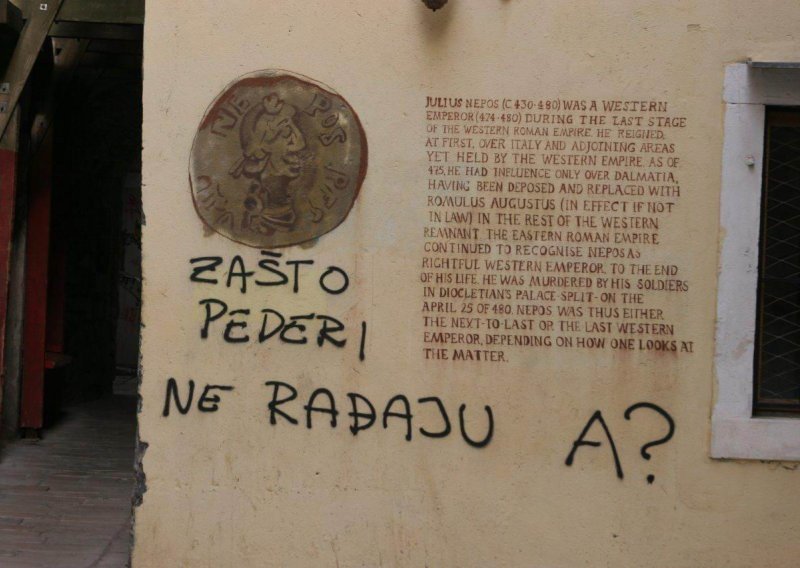 NE POS
JULIUS NEPOS (C.430-480) WAS A WESTERN
EMPEROR (474-480) DURING THE LAST STAGE
OF THE WESTERN ROMAN EMPIRE. HE REIGNED,
AT FIRST, OVER ITALY AND ADJOINING AREAS
YET HELD BY THE WESTERN EMPIRE. AS OF
475, HE HAD INFLUENCE ONLY OVER DALMATIA,
HAVING BEEN DEPOSED AND REPLACED WITH
ROMULUS AUGUSTUS (IN EFFECT IF NOT
IN LAW) IN THE REST OF THE WESTERN
REMNANT. THE EASTERN ROMAN EMPIRE
CONTINUED TO RECOGNISE NEPOS AS
RIGHTFUL WESTERN EMPEROR TO THE END
OF HIS LIFE. HE WAS MURDERED BY HIS SOLDIERS
IN DIOCLETIAN'S PALACE-SPLIT-ON THE
APRIL 25 OF 480. NEPOS WAS THUS EITHER
THE NEXT-TO-LAST OR THE LAST WESTERN
EMPEROR, DEPENDING ON HOW ONE LOOKS AT
THE MATTER.
ZAŠTO
PEDERI
NE RAĐAJU A?